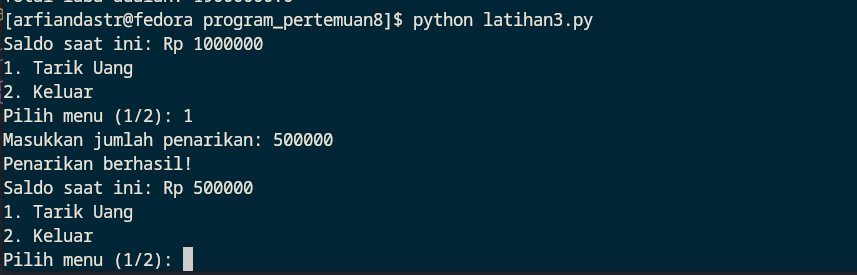 [arfiandastr@fedora program_pertemuan8]$ python latihan3.py
Saldo saat ini: Rp 1000000
1. Tarik Uang
2. Keluar
Pilih menu (1/2): 1
Masukkan jumlah penarikan: 500000
Penarikan berhasil!
Saldo saat ini: Rp 500000
1. Tarik Uang
2. Keluar
Pilih menu (1/2):